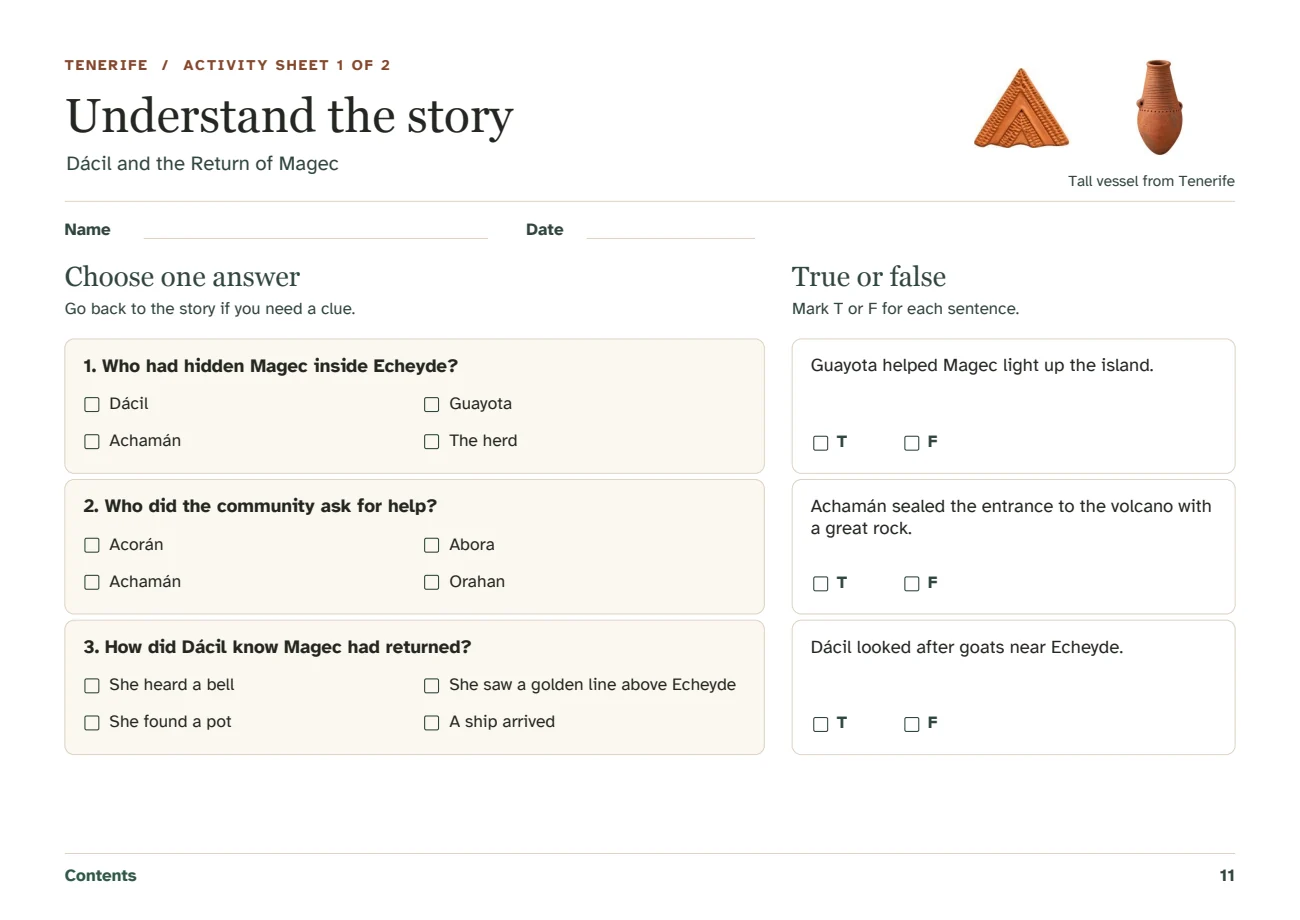 TENERIFE / ACTIVITY SHEET 1 OF 2
Understand the story
Dácil and the Return of Magec
Tall vessel from Tenerife
Name
Date
Choose one answer
Go back to the story if you need a clue.
1. Who had hidden Magec inside Echeyde?
Dácil
Guayota
Achamán
The herd
2. Who did the community ask for help?
Acorán
Abora
Achamán
Orahan
3. How did Dácil know Magec had returned?
She heard a bell
She saw a golden line above Echeyde
She found a pot
A ship arrived
True or false
Mark T or F for each sentence.
Guayota helped Magec light up the island.
T F
Achamán sealed the entrance to the volcano with
a great rock.
T F
Dácil looked after goats near Echeyde.
T F
Contents
11